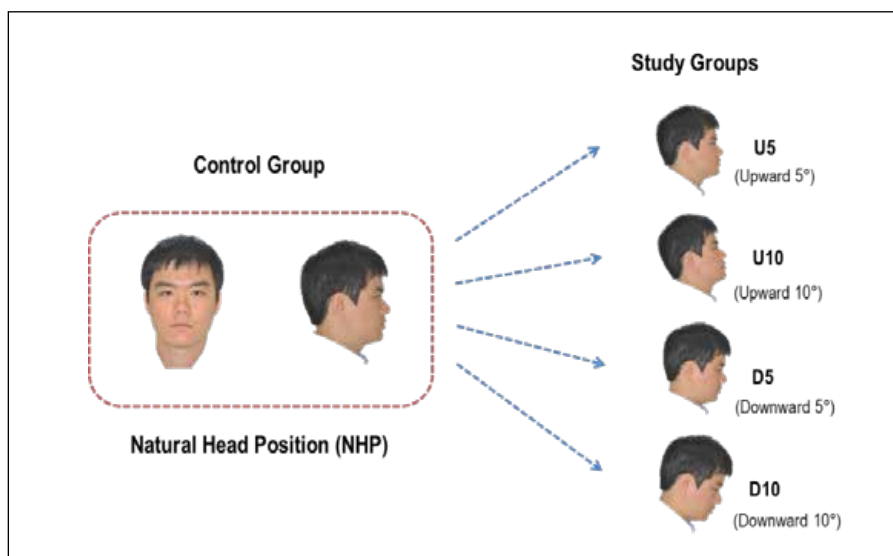 Study Groups
Control Group
Natural Head Position (NHP)
U5
(Upward 5°)
U10
(Upward 10°)
D5
(Downward 5°)
D10
(Downward 10°)